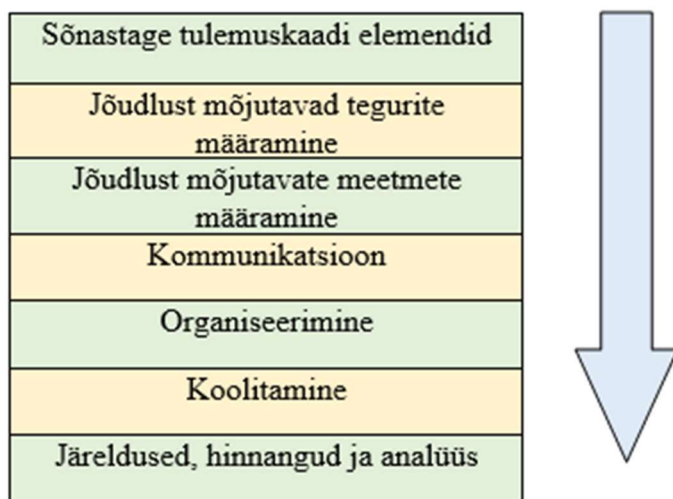 Sõnastage tulemuskaadi elemendid
Jõudlust mõjutavad tegurite
määramine
Jõudlust mõjutavate meetmete
määramine
Kommunikatsioon
Organiseerimine
Koolitamine
Järeldused, hinnangud ja analüüs